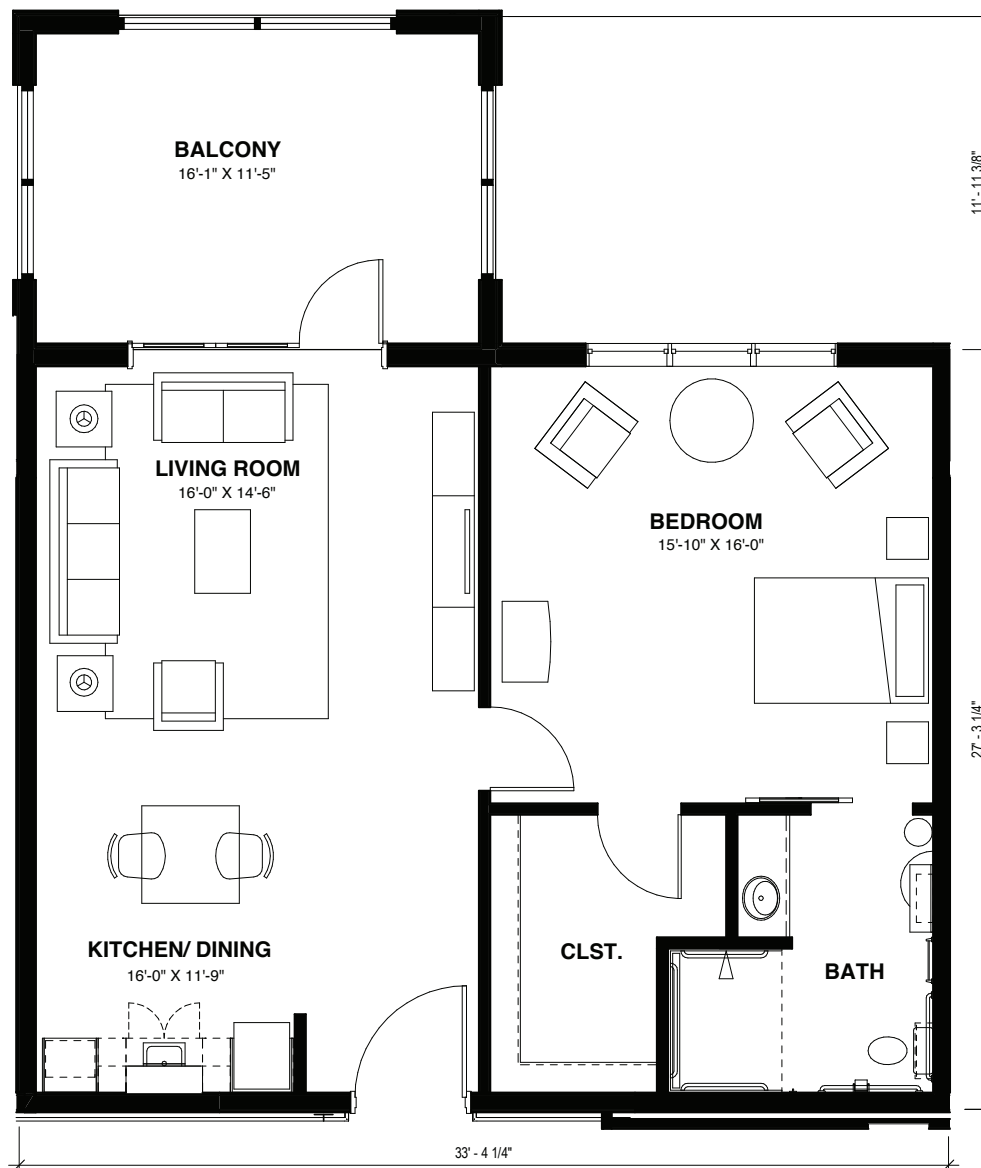 BALCONY
16'-1" X 11'-5"
11' - 11 3/8"
LIVING ROOM
16'-0" X 14'-6"
BEDROOM
15'-10" X 16'-0"
27' - 3 1/4"
KITCHEN/ DINING
16'-0" X 11'-9"
CLST.
BATH
33' - 4 1/4"